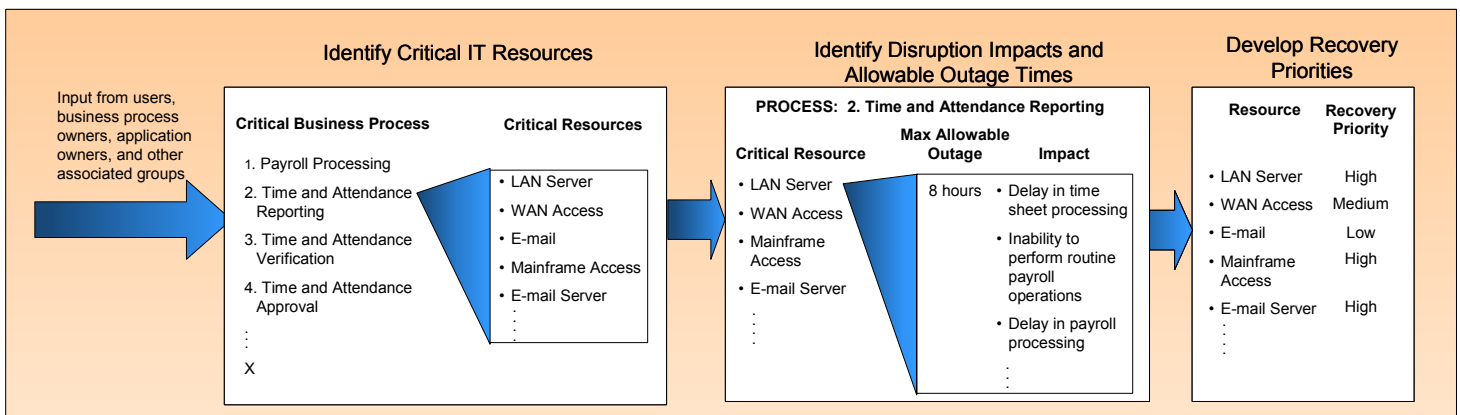 Identify Critical IT Resources
Input from users,
business process
owners, application
owners, and other
associated groups
Critical Business Process
1. Payroll Processing
2. Time and Attendance
Reporting
3. Time and Attendance
Verification
4. Time and Attendance
Approval
:
:
X
Critical Resources
• LAN Server
• WAN Access
• E-mail
• Mainframe Access
• E-mail Server
:
:
Identify Disruption Impacts and
Allowable Outage Times
PROCESS: 2. Time and Attendance Reporting
Critical Resource
• LAN Server
• WAN Access
• Mainframe
Access
• E-mail Server
:
:
Max Allowable
Outage
8 hours
Impact
• Delay in time
sheet processing
• Inability to
perform routine
payroll
operations
• Delay in payroll
processing
:
:
Develop Recovery
Priorities
Resource
Recovery
Priority
• LAN Server High
• WAN Access Medium
• E-mail Low
• Mainframe High
Access
• E-mail Server High
:
: